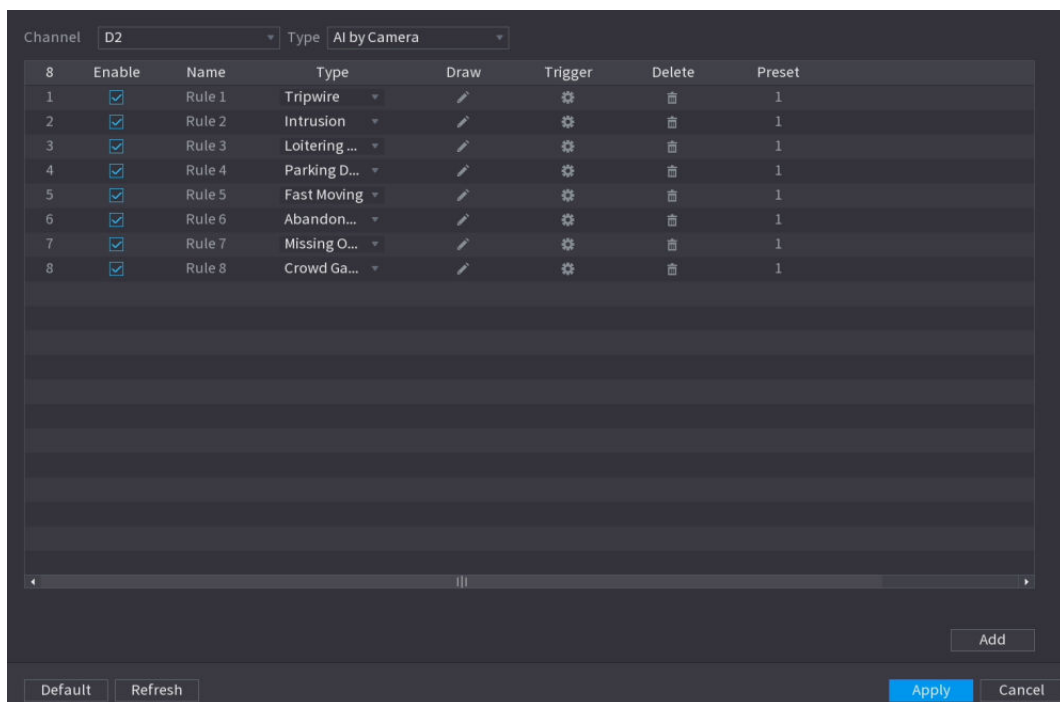 Channel D2 Type AI by Camera
8 Enable Name Type Draw Trigger Delete Preset
1 Rule 1 Tripwire 1
2 Rule 2 Intrusion 1
3 Rule 3 Loitering ... 1
4 Rule 4 Parking D... 1
5 Rule 5 Fast Moving 1
6 Rule 6 Abandon... 1
7 Rule 7 Missing O... 1
8 Rule 8 Crowd Ga... 1
Add
Default Refresh Apply Cancel